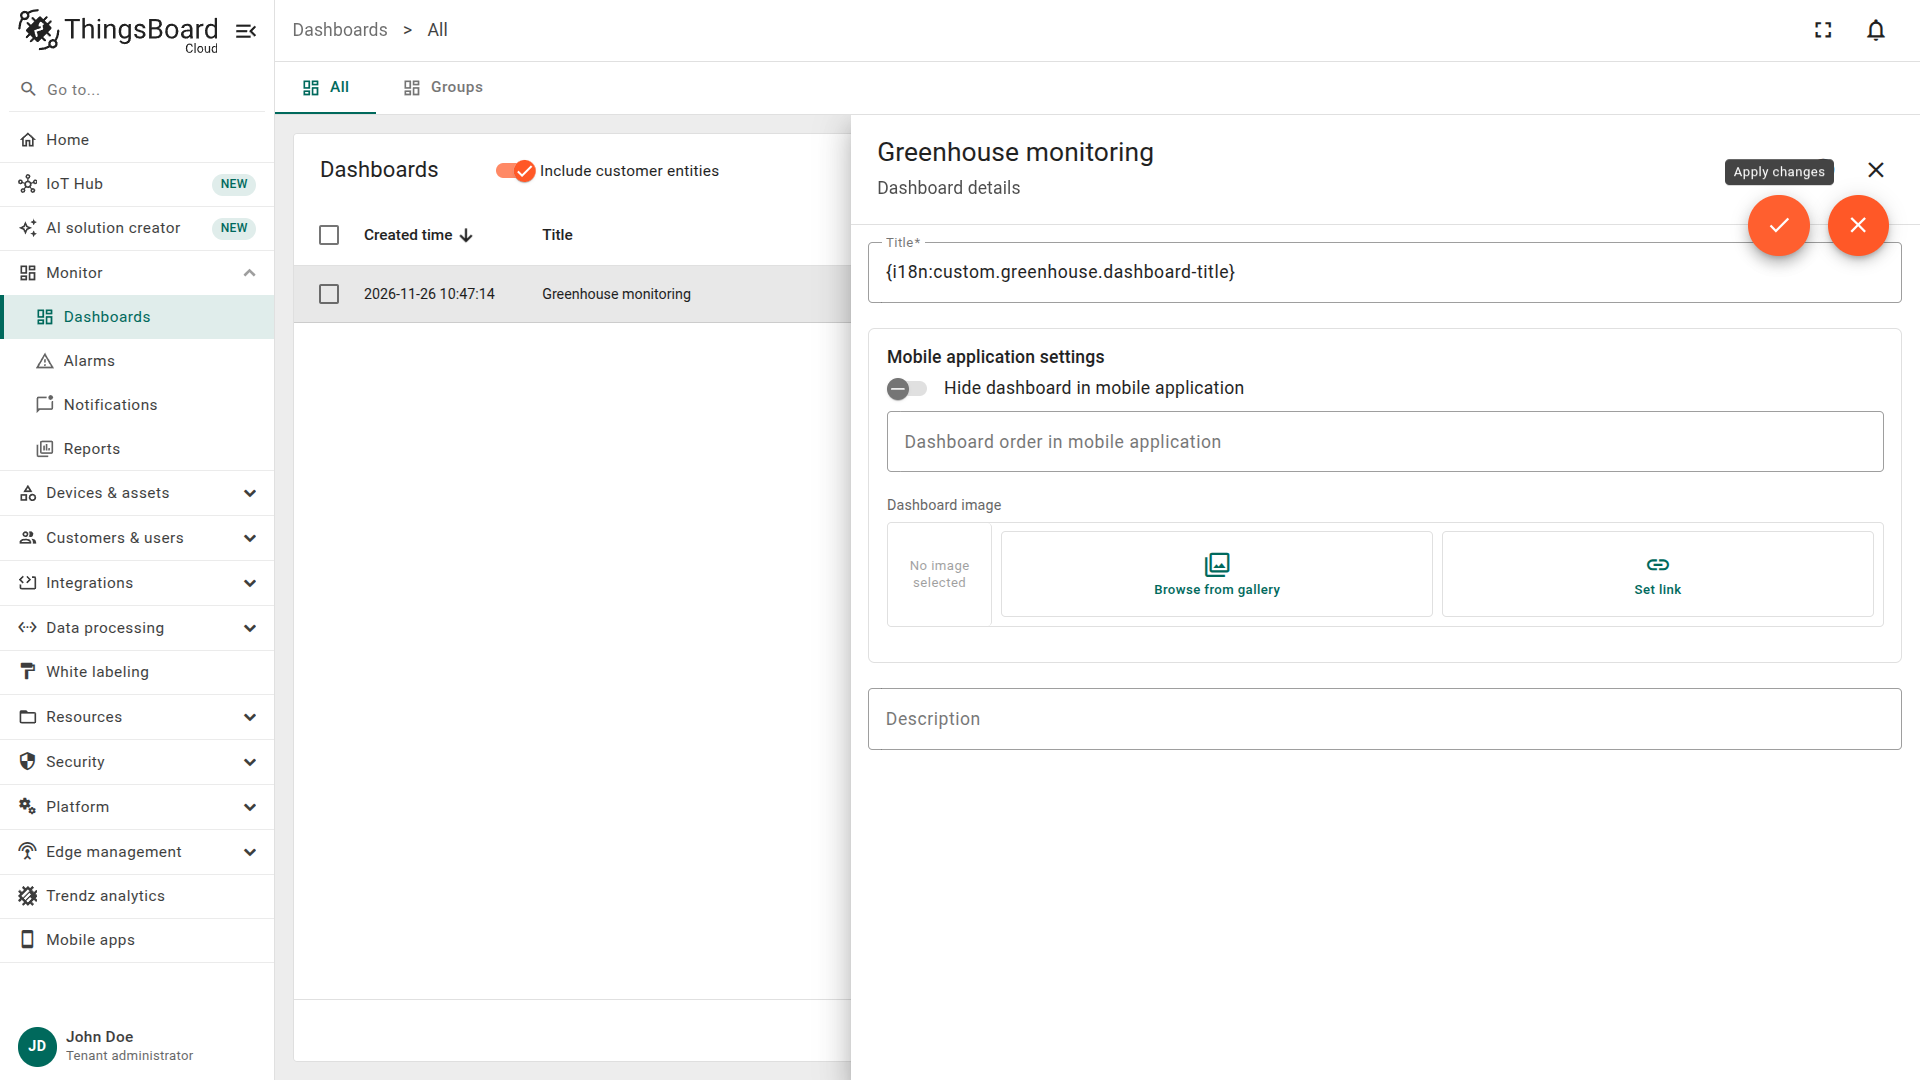 ThingsBoard
Cloud
Go to...
Home
IoT Hub NEW
AI solution creator NEW
Monitor
Dashboards
Alarms
Notifications
Reports
Devices & assets
Customers & users
Integrations
Data processing
White labeling
Resources
Security
Platform
Edge management
Trendz analytics
Mobile apps
JD
John Doe
Tenant administrator
Dashboards > All
All Groups
Dashboards Include customer entities
Created time Title
2026-11-26 10:47:14 Greenhouse monitoring
Greenhouse monitoring
Dashboard details
Apply changes
Title*
{i18n:custom.greenhouse.dashboard-title}
Mobile application settings
Hide dashboard in mobile application
Dashboard order in mobile application
Dashboard image
No image
selected
Browse from gallery
Set link
Description